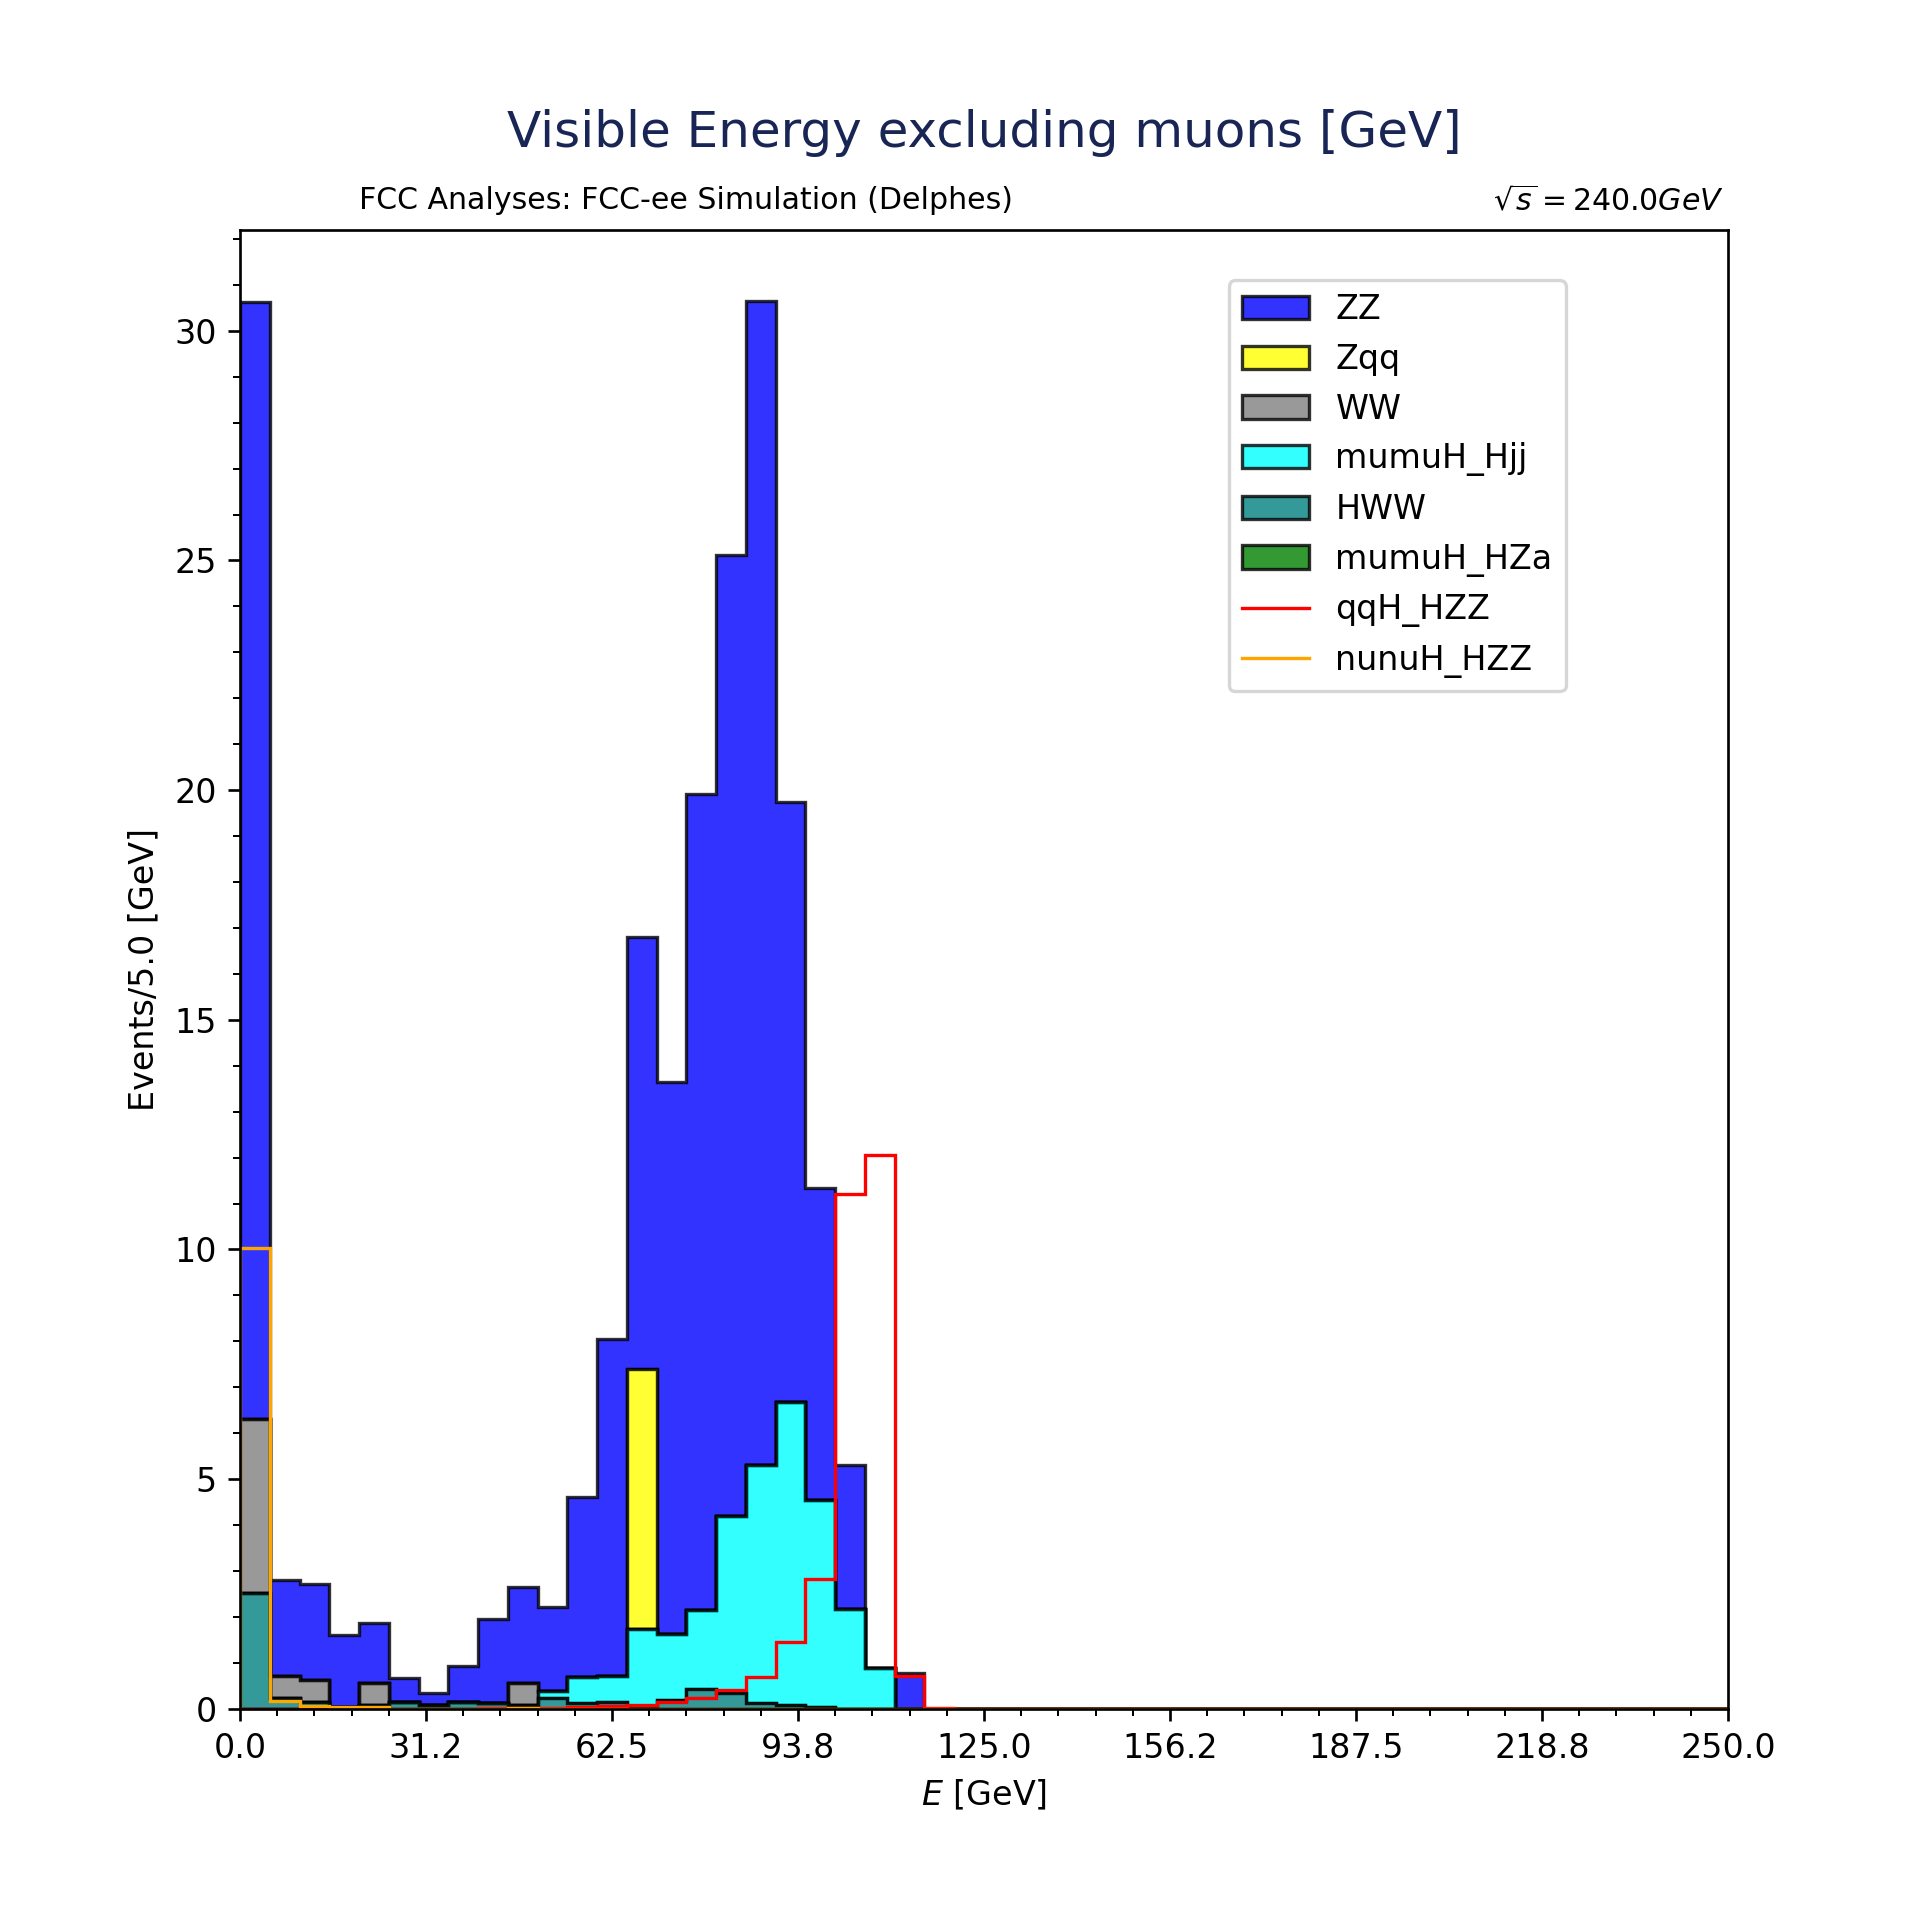 Visible Energy excluding muons [GeV]
FCC Analyses: FCC-ee Simulation (Delphes)
√s = 240.0GeV
ZZ
Zqq
WW
mumuH_Hjj
HWW
mumuH_HZa
qqH_HZZ
nunuH_HZZ
30
25
20
15
10
5
0
Events/5.0 [GeV]
0.0 31.2 62.5 93.8 125.0 156.2 187.5 218.8 250.0
E [GeV]